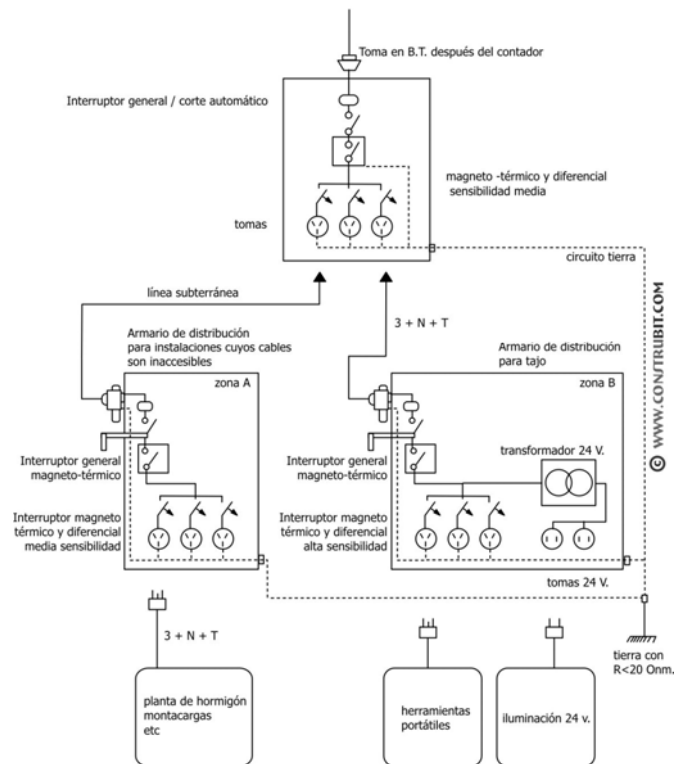 Toma en B.T. después del contador
Interruptor general / corte automático
magneto -térmico y diferencial
sensibilidad media
tomas
circuito tierra
línea subterránea
3 + N + T
Armario de distribución
para instalaciones cuyos cables
son inaccesibles
Armario de distribución
para tajo
zona A
zona B
transformador 24 V.
Interruptor general
magneto-térmico
Interruptor general
magneto-térmico
Interruptor magneto
térmico y diferencial
media sensibilidad
Interruptor magneto
térmico y diferencial
alta sensibilidad
tomas 24 V.
3 + N + T
tierra con
R<20 Onm.
planta de hormigón
montacargas
etc
herramientas
portátiles
iluminación 24 v.
© WWW.CONSTRUBIT.COM